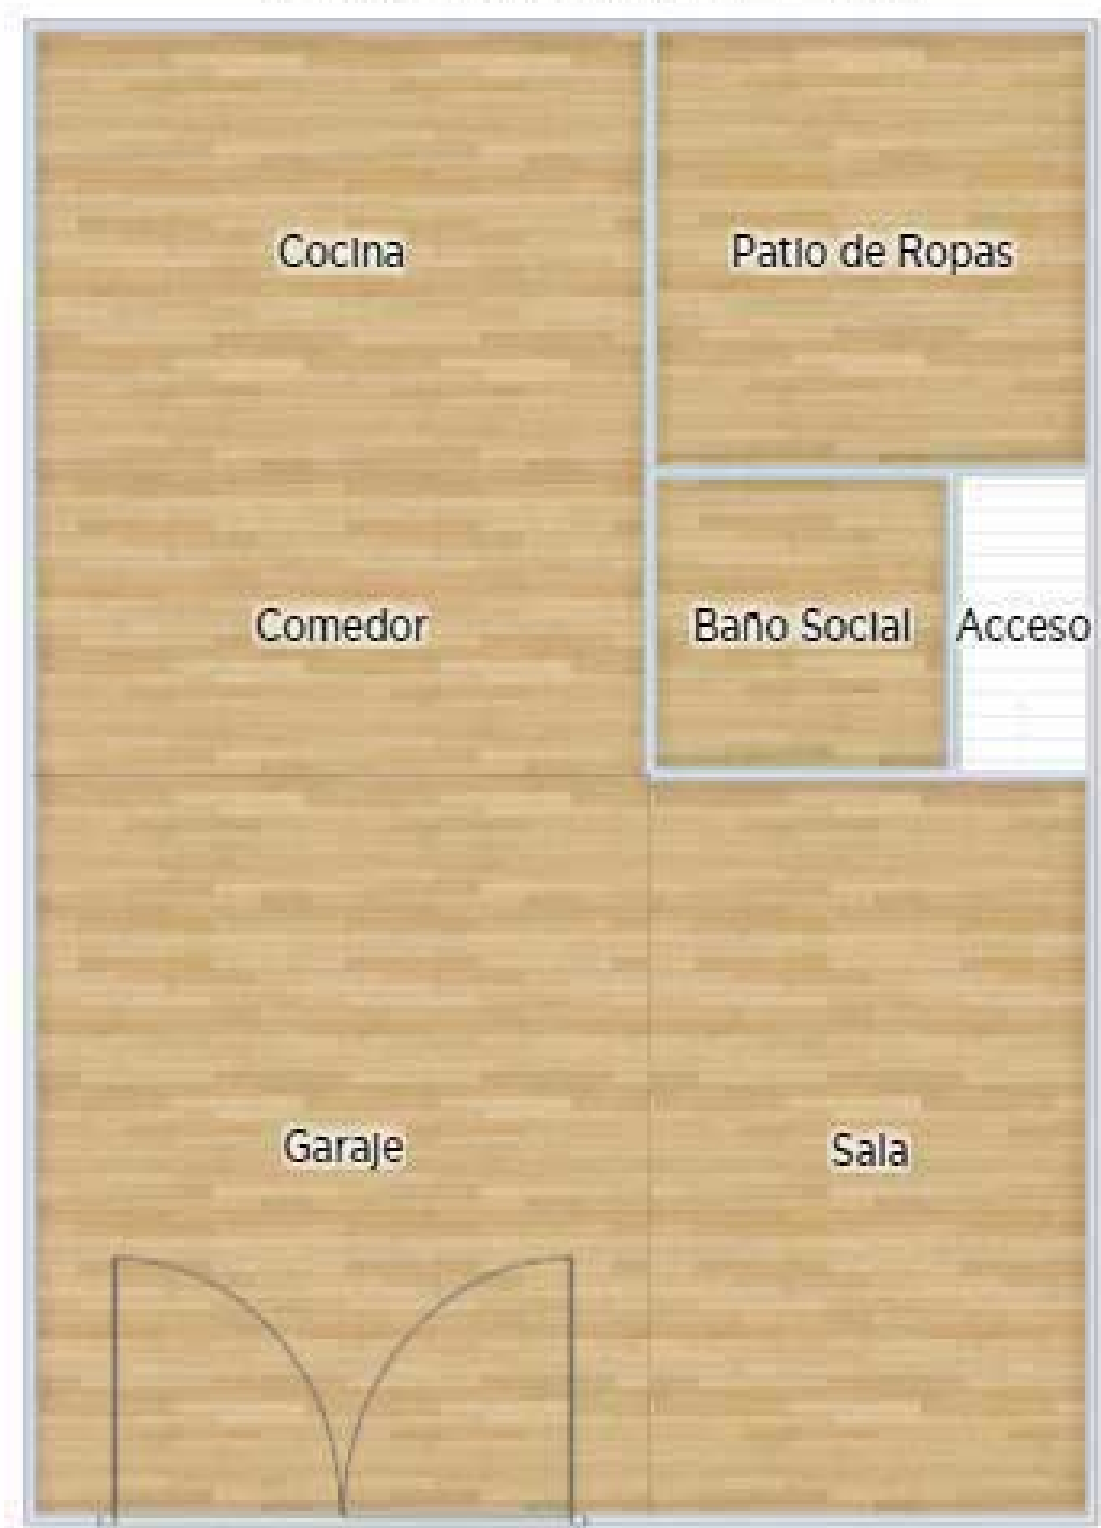 Cocina
Patio de Ropas
Comedor
Baño Social
Acceso
Garaje
Sala